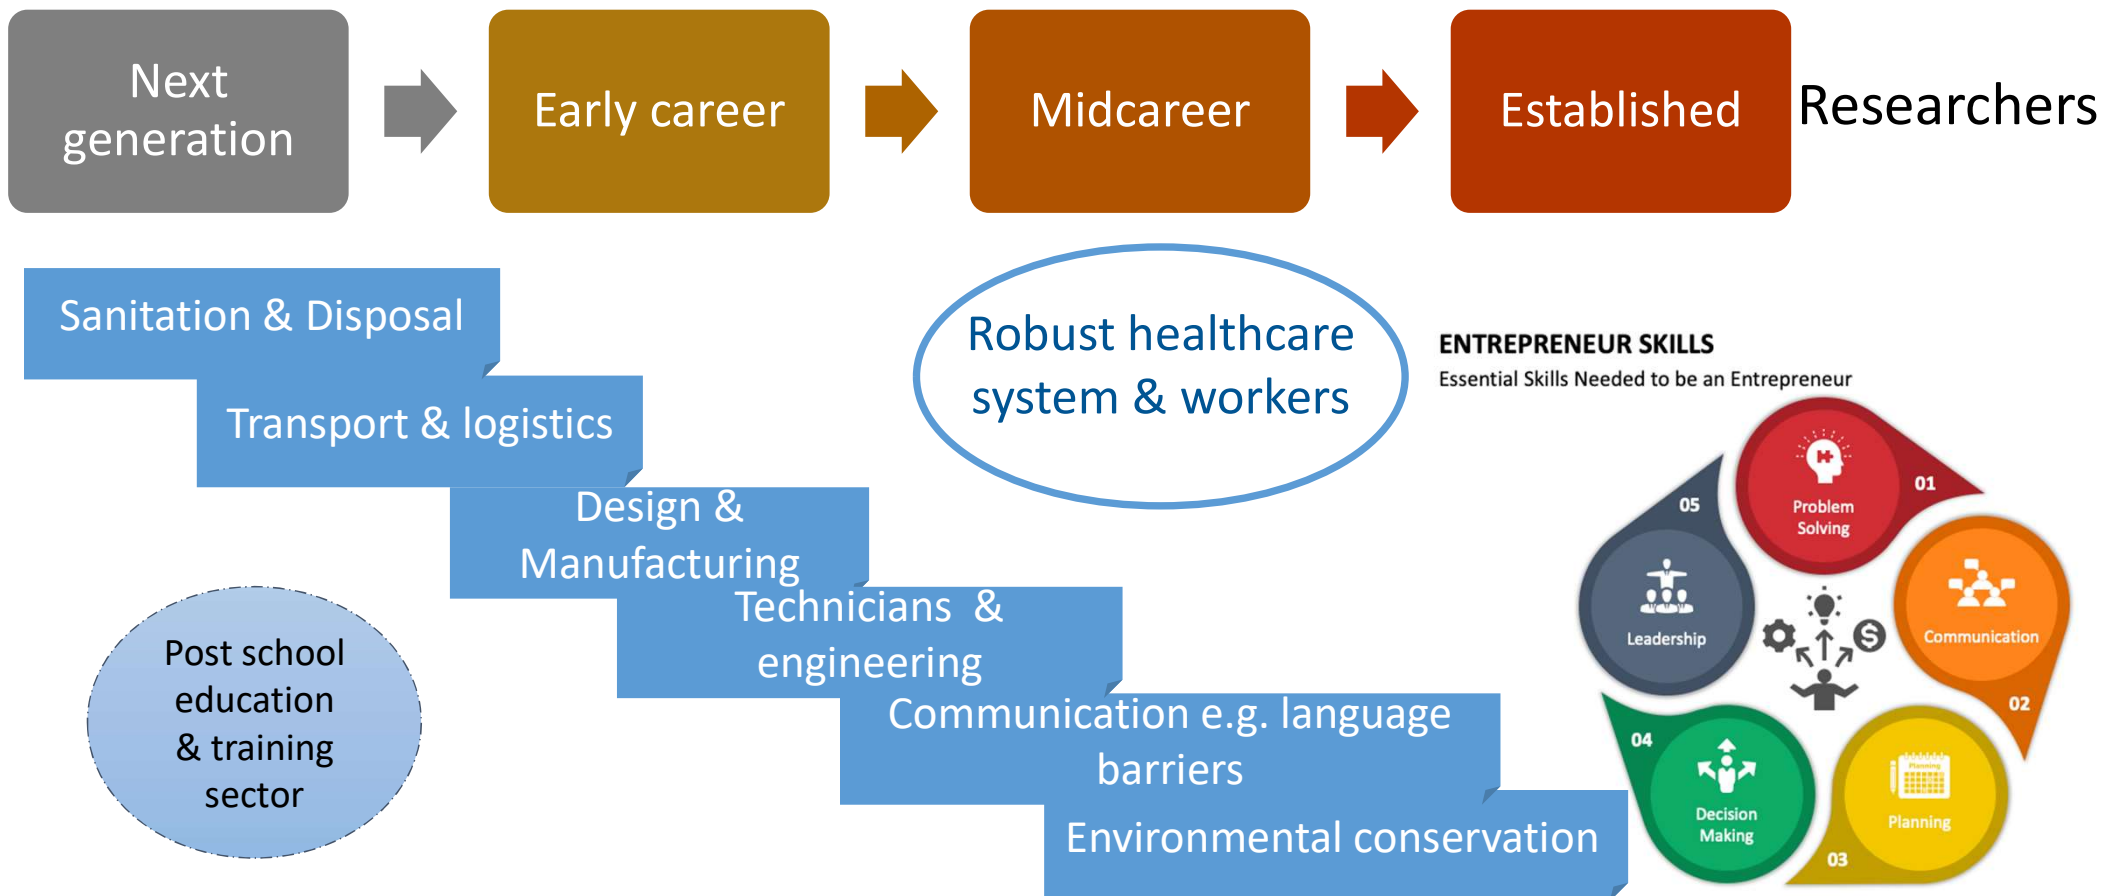 Next
generation
Early career
Midcareer
Established
Researchers
Sanitation & Disposal
Transport & logistics
Design &
Manufacturing
Technicians & 
engineering
Communication e.g. language
barriers
Environmental conservation
Robust healthcare
system & workers
Post school
education
& training
sector
ENTREPRENEUR SKILLS
Essential Skills Needed to be an Entrepreneur
01
Problem
Solving
02
Communication
03
Planning
Planning
04
Decision
Making
05
Leadership
$